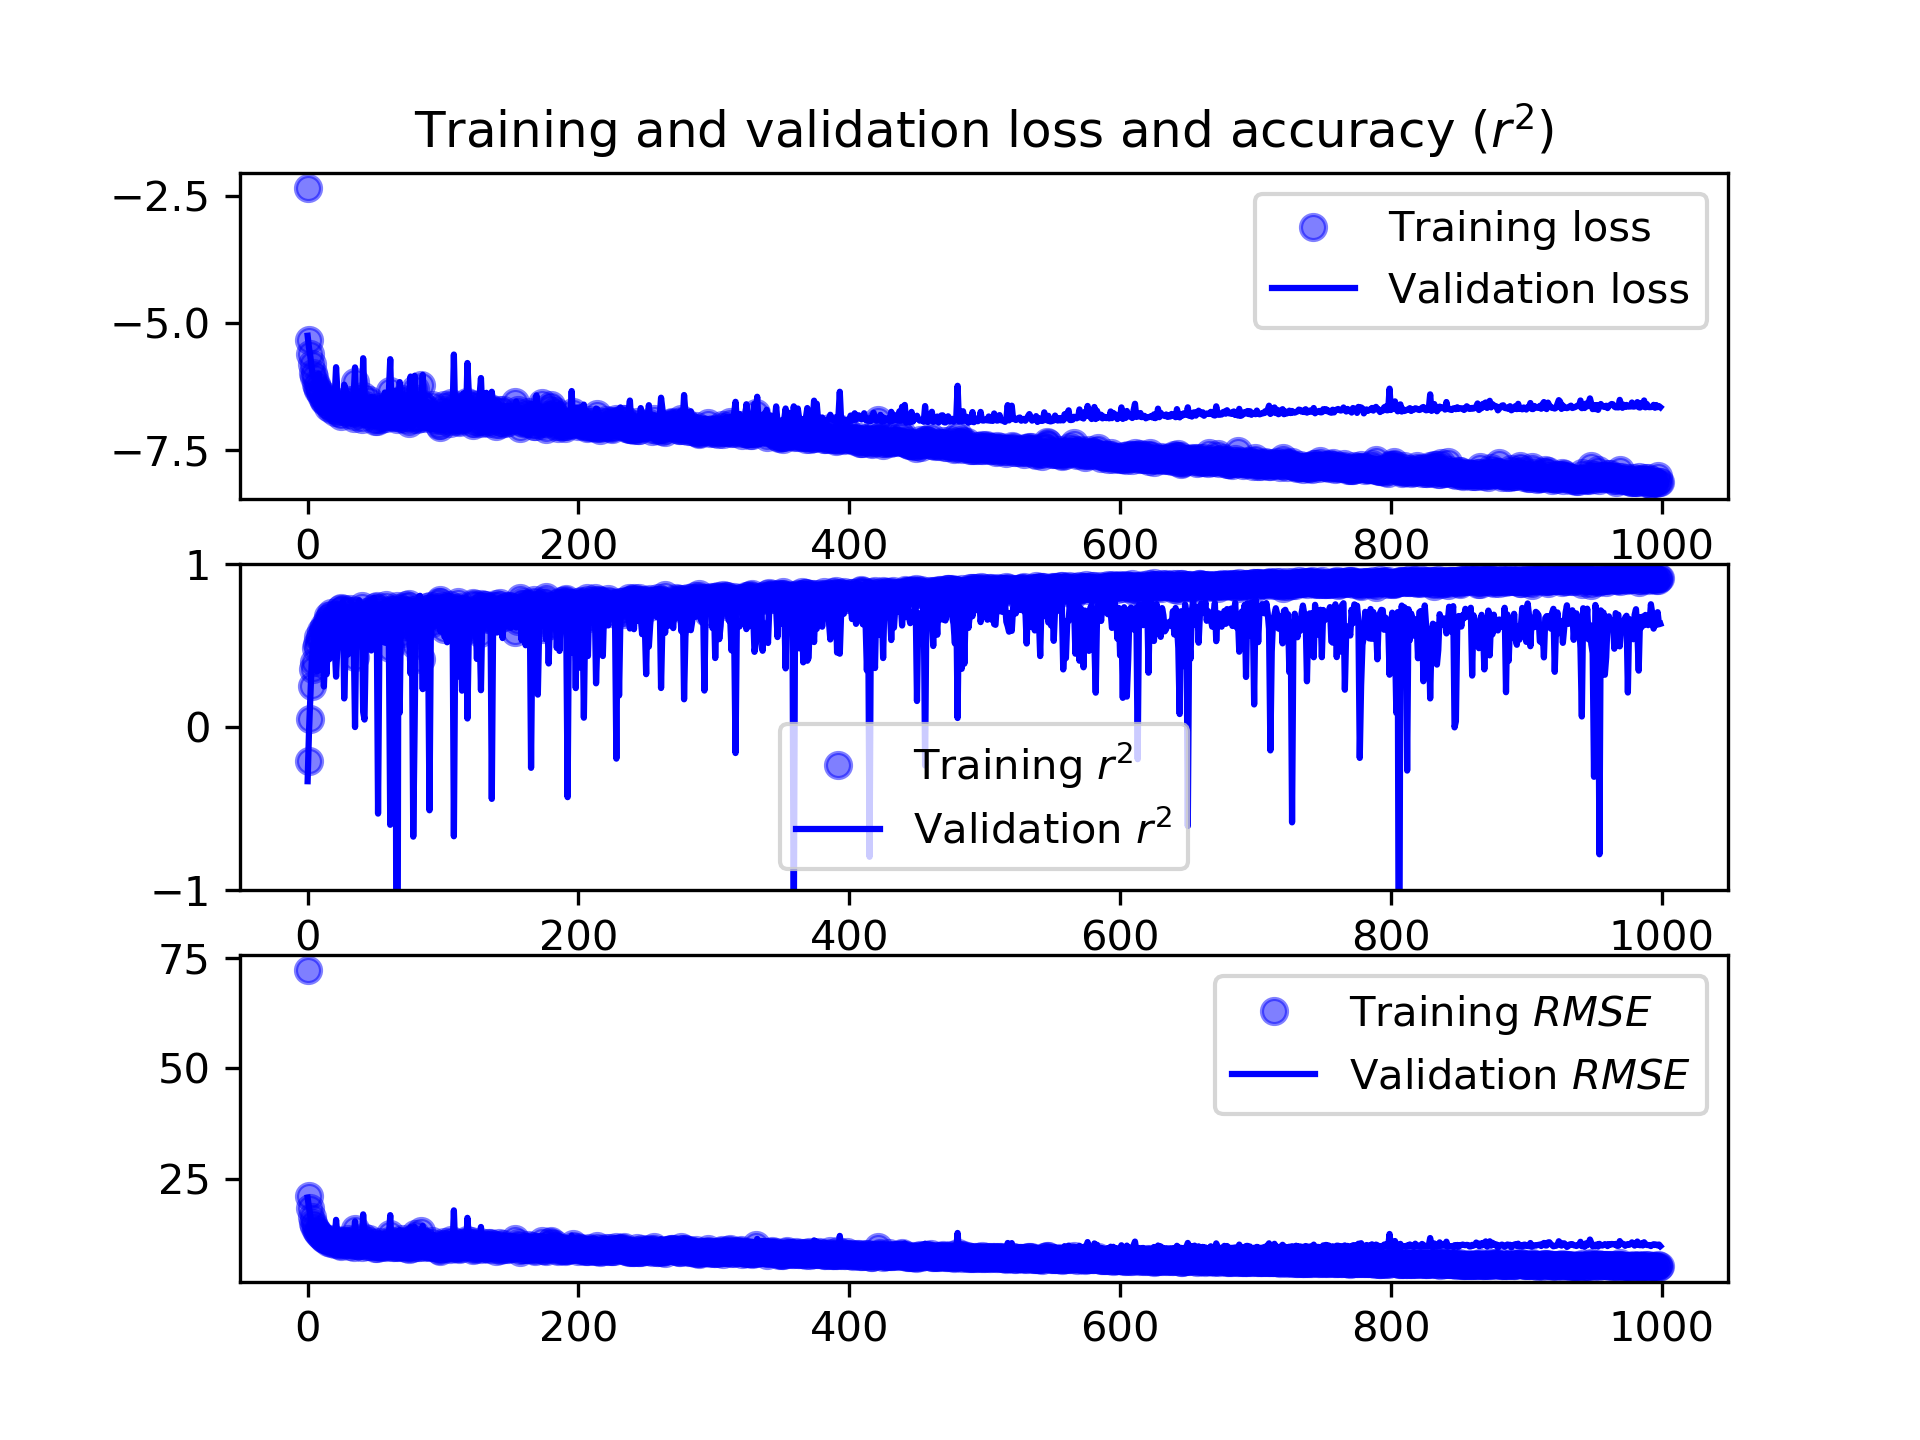 Training and validation loss and accuracy (r²)
−2.5
−5.0
−7.5
Training loss
Validation loss
0 200 400 600 800 1000
1
0
−1
Training r²
Validation r²
0 200 400 600 800 1000
75
50
25
Training RMSE
Validation RMSE
0 200 400 600 800 1000